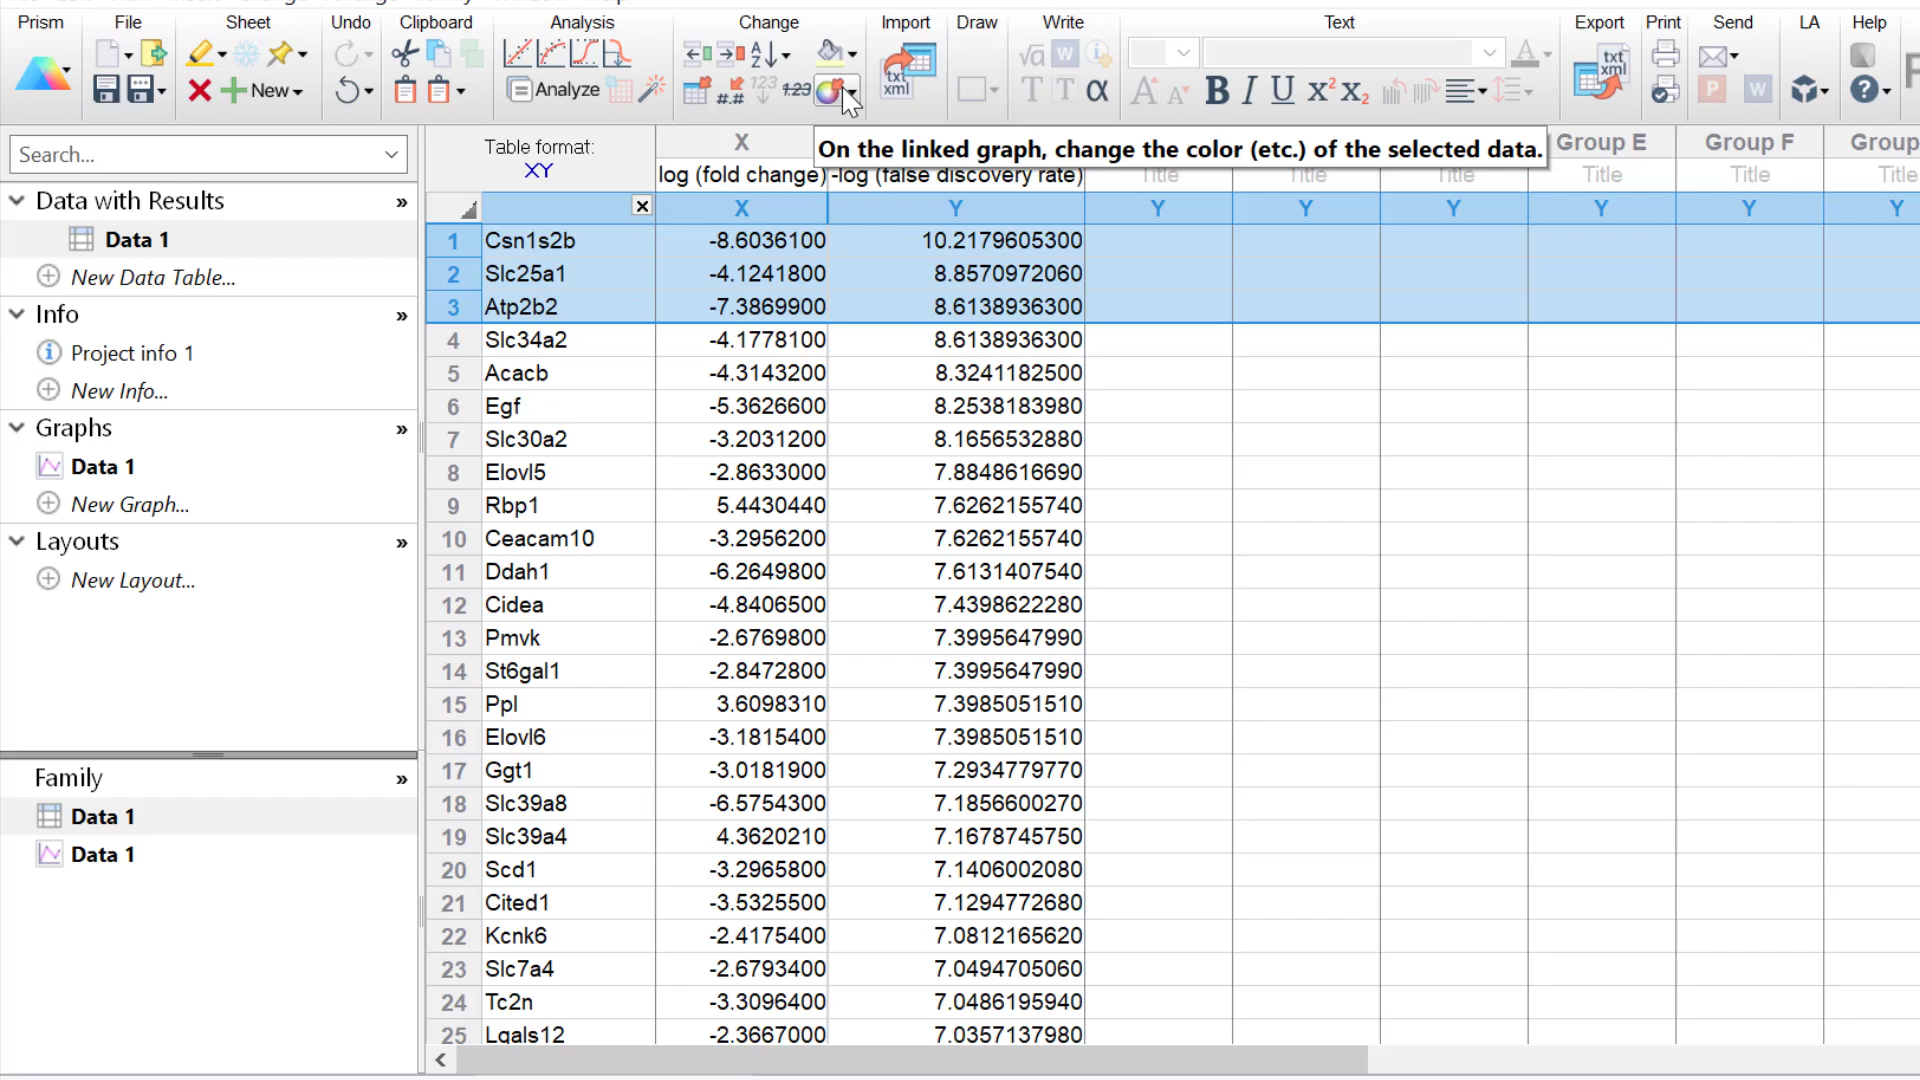 Prism File Sheet Undo Clipboard Analysis Change Import Draw Write Text Export Print Send LA Help
New
Analyze
Search...
Table format:
XY
X
On the linked graph, change the color (etc.) of the selected data.
Group E
Group F
Group
log (fold change)
-log (false discovery rate)
Title Title Title Title Title Title
X Y Y Y Y Y Y
Data with Results
Data 1
New Data Table...
Info
Project info 1
New Info...
Graphs
Data 1
New Graph...
Layouts
New Layout...
Family
Data 1
Data 1
1 Csn1s2b -8.6036100 10.2179605300
2 Slc25a1 -4.1241800 8.8570972060
3 Atp2b2 -7.3869900 8.6138936300
4 Slc34a2 -4.1778100 8.6138936300
5 Acacb -4.3143200 8.3241182500
6 Egf -5.3626600 8.2538183980
7 Slc30a2 -3.2031200 8.1656532880
8 Elovl5 -2.8633000 7.8848616690
9 Rbp1 5.4430440 7.6262155740
10 Ceacam10 -3.2956200 7.6262155740
11 Ddah1 -6.2649800 7.6131407540
12 Cidea -4.8406500 7.4398622280
13 Pmvk -2.6769800 7.3995647990
14 St6gal1 -2.8472800 7.3995647990
15 Ppl 3.6098310 7.3985051510
16 Elovl6 -3.1815400 7.3985051510
17 Ggt1 -3.0181900 7.2934779770
18 Slc39a8 -6.5754300 7.1856600270
19 Slc39a4 4.3620210 7.1678745750
20 Scd1 -3.2965800 7.1406002080
21 Cited1 -3.5325500 7.1294772680
22 Kcnk6 -2.4175400 7.0812165620
23 Slc7a4 -2.6793400 7.0494705060
24 Tc2n -3.3096400 7.0486195940
25 Lgals12 -2.3667000 7.0357137980